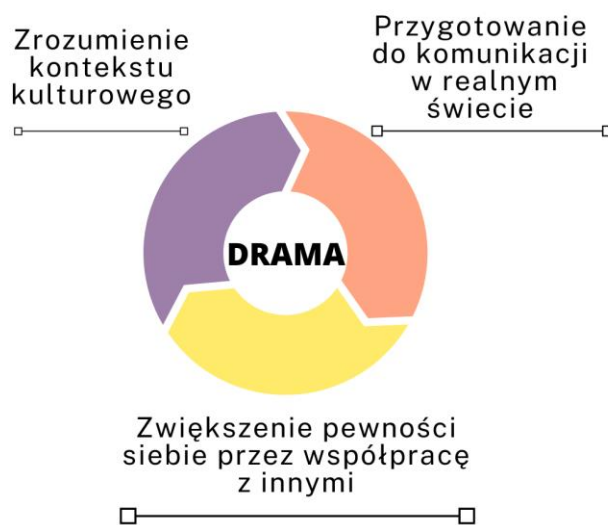 Zrozumienie
kontekstu
kulturowego
Przygotowanie
do komunikacji
w realnym
świecie
DRAMA
Zwiększenie pewności
siebie przez współpracę
z innymi